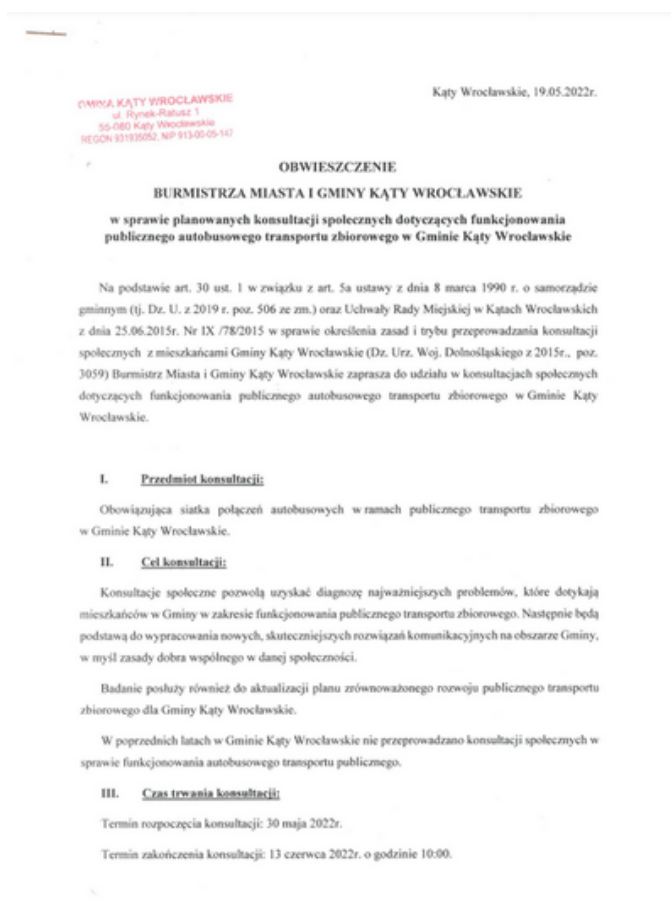 Kąty Wrocławskie, 19.05.2022r.
GMINA KĄTY WROCŁAWSKIE
ul. Rynek-Ratusz 1
55-080 Kąty Wrocławskie
REGON 931935052, NIP 913-00-05-147
OBWIESZCZENIE
BURMISTRZA MIASTA I GMINY KĄTY WROCŁAWSKIE
w sprawie planowanych konsultacji społecznych dotyczących funkcjonowania
publicznego autobusowego transportu zbiorowego w Gminie Kąty Wrocławskie
Na podstawie art. 30 ust. 1 w związku z art. 5a ustawy z dnia 8 marca 1990 r. o samorządzie
gminnym (tj. Dz. U. z 2019 r. poz. 506 ze zm.) oraz Uchwały Rady Miejskiej w Kątach Wrocławskich
z dnia 25.06.2015r. Nr IX /78/2015 w sprawie określenia zasad i trybu przeprowadzania konsultacji
społecznych z mieszkańcami Gminy Kąty Wrocławskie (Dz. Urz. Woj. Dolnośląskiego z 2015r., poz.
3059) Burmistrz Miasta i Gminy Kąty Wrocławskie zaprasza do udziału w konsultacjach społecznych
dotyczących funkcjonowania publicznego autobusowego transportu zbiorowego w Gminie Kąty
Wrocławskie.
I. Przedmiot konsultacji:
Obowiązująca siatka połączeń autobusowych w ramach publicznego transportu zbiorowego
w Gminie Kąty Wrocławskie.
II. Cel konsultacji:
Konsultacje społeczne pozwolą uzyskać diagnozę najważniejszych problemów, które dotykają
mieszkańców w Gminy w zakresie funkcjonowania publicznego transportu zbiorowego. Następnie będą
podstawą do wypracowania nowych, skuteczniejszych rozwiązań komunikacyjnych na obszarze Gminy,
w myśl zasady dobra wspólnego w danej społeczności.
Badanie posłuży również do aktualizacji planu zrównoważonego rozwoju publicznego transportu
zbiorowego dla Gminy Kąty Wrocławskie.
W poprzednich latach w Gminie Kąty Wrocławskie nie przeprowadzano konsultacji społecznych w
sprawie funkcjonowania autobusowego transportu publicznego.
III. Czas trwania konsultacji:
Termin rozpoczęcia konsultacji: 30 maja 2022r.
Termin zakończenia konsultacji: 13 czerwca 2022r. o godzinie 10:00.